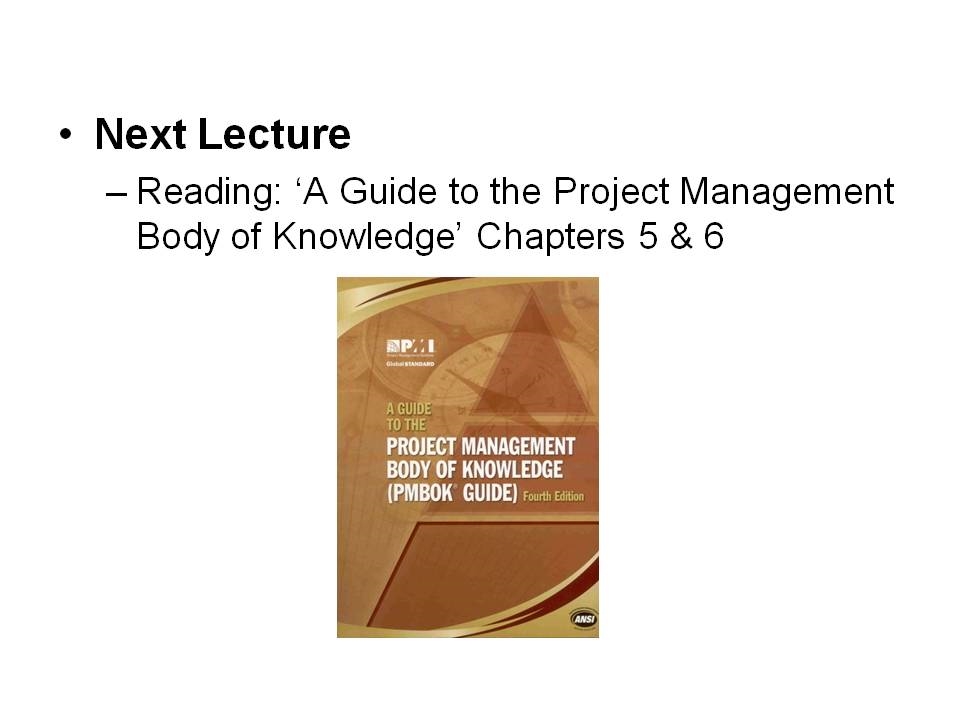 • Next Lecture
– Reading: ‘A Guide to the Project Management
Body of Knowledge’ Chapters 5 & 6
PMI
Global STANDARD
A GUIDE
TO THE
PROJECT MANAGEMENT
BODY OF KNOWLEDGE
(PMBOK® GUIDE) Fourth Edition
ANSI